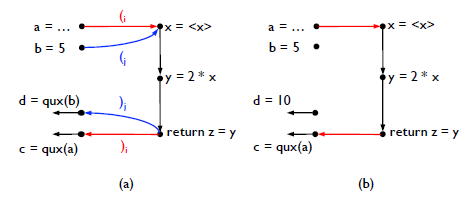 a = ...
(i
x = <x>
b = 5
(j
y = 2 * x
d = qux(b)
)j
return z = y
c = qux(a)
)i
(a)
a = ...
x = <x>
b = 5
y = 2 * x
d = 10
return z = y
c = qux(a)
(b)